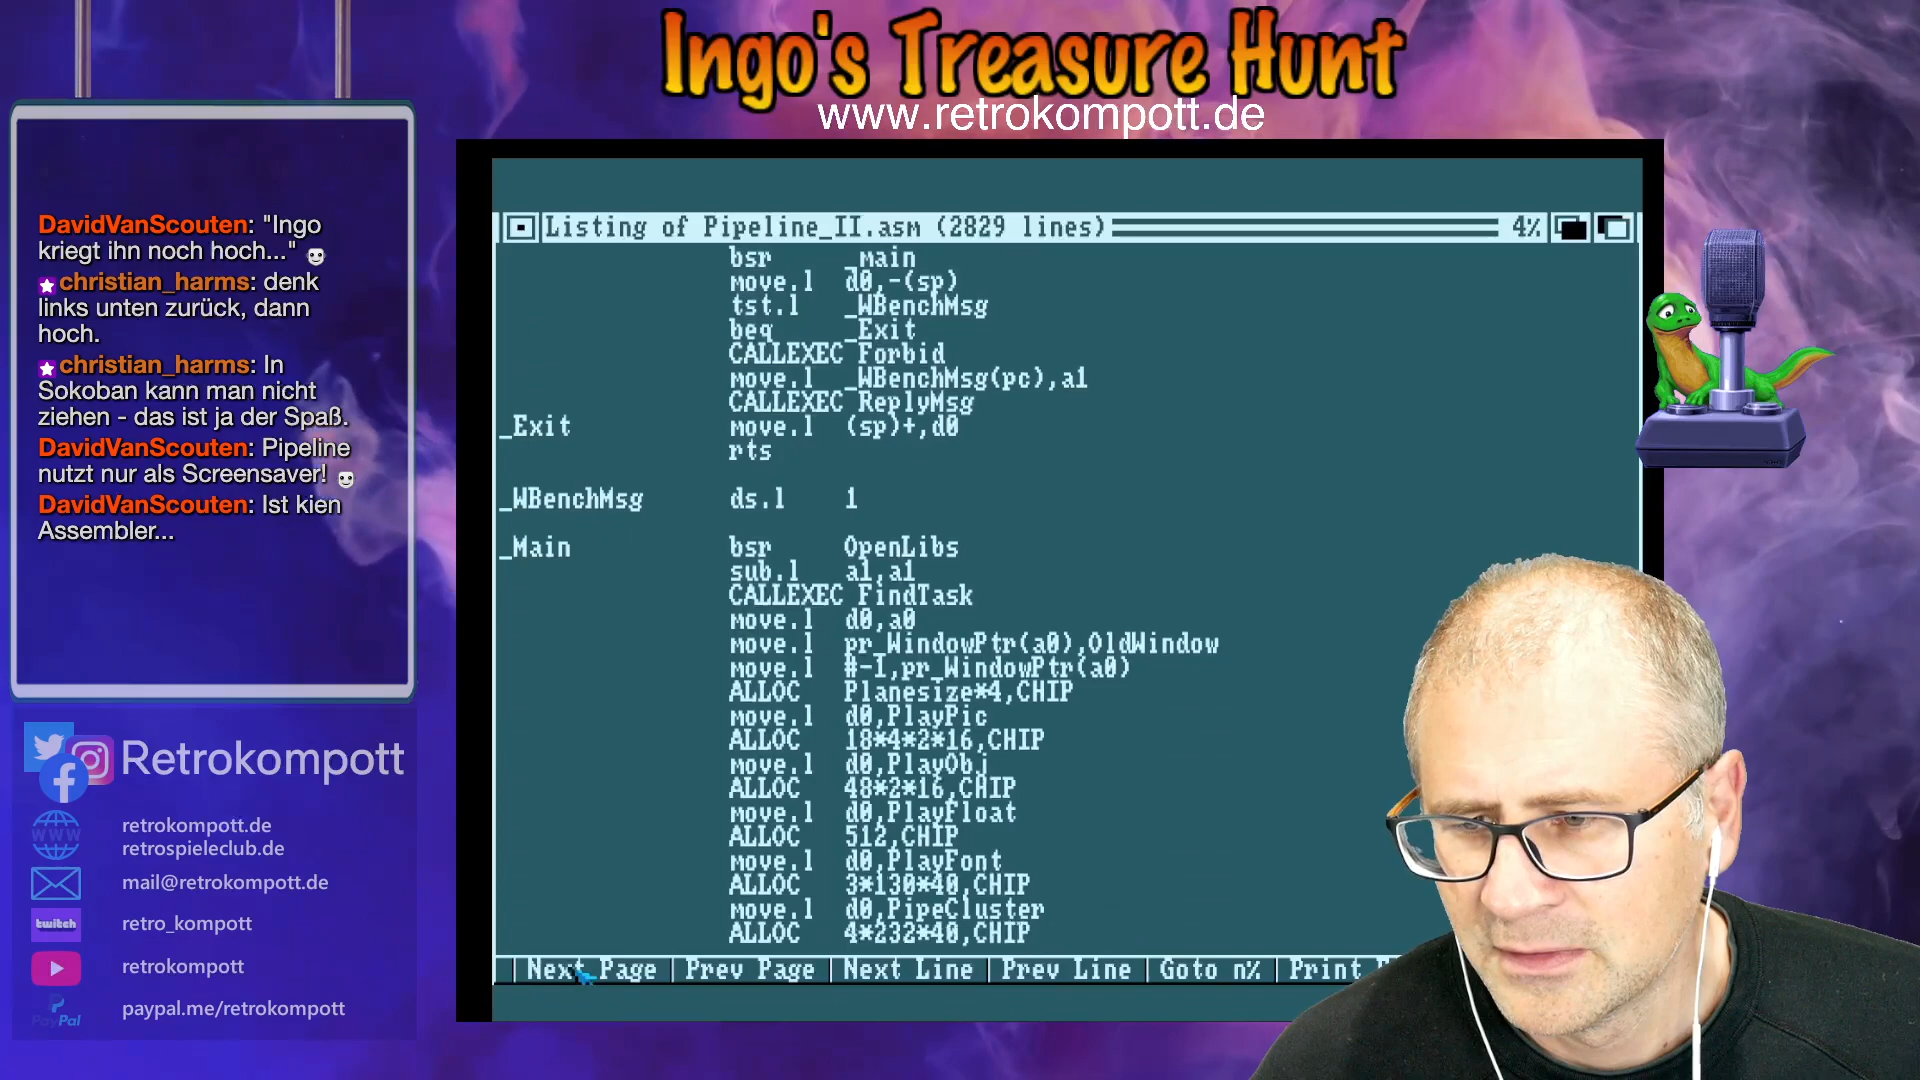 Ingo's Treasure Hunt
www.retrokompott.de
DavidVanScouten: "Ingo
kriegt ihn noch hoch..."
christian_harms: denk
links unten zurück, dann
hoch.
christian_harms: In
Sokoban kann man nicht
ziehen - das ist ja der Spaß.
DavidVanScouten: Pipeline
nutzt nur als Screensaver!
DavidVanScouten: Ist kien
Assembler...
Retrokompott
WWW
retrokompott.de
retrospieleclub.de
mail@retrokompott.de
twitch
retro_kompott
retrokompott
PayPal
paypal.me/retrokompott
Listing of Pipeline_II.asm (2829 lines) 4%
bsr _main
move.l d0,-(sp)
tst.l _WBenchMsg
beq _Exit
CALLEXEC Forbid
move.l _WBenchMsg(pc),a1
CALLEXEC ReplyMsg
_Exit move.l (sp)+,d0
rts
_WBenchMsg ds.l 1
_Main bsr OpenLibs
sub.l a1,a1
CALLEXEC FindTask
move.l d0,a0
move.l pr_WindowPtr(a0),OldWindow
move.l #-1,pr_WindowPtr(a0)
ALLOC Planesize*4,CHIP
move.l d0,PlayPic
ALLOC 18*4*2*16,CHIP
move.l d0,PlayObj
ALLOC 48*2*16,CHIP
move.l d0,PlayFloat
ALLOC 512,CHIP
move.l d0,PlayFont
ALLOC 3*130*40,CHIP
move.l d0,PipeCluster
ALLOC 4*232*40,CHIP
Next Page Prev Page Next Line Prev Line Goto n% Print